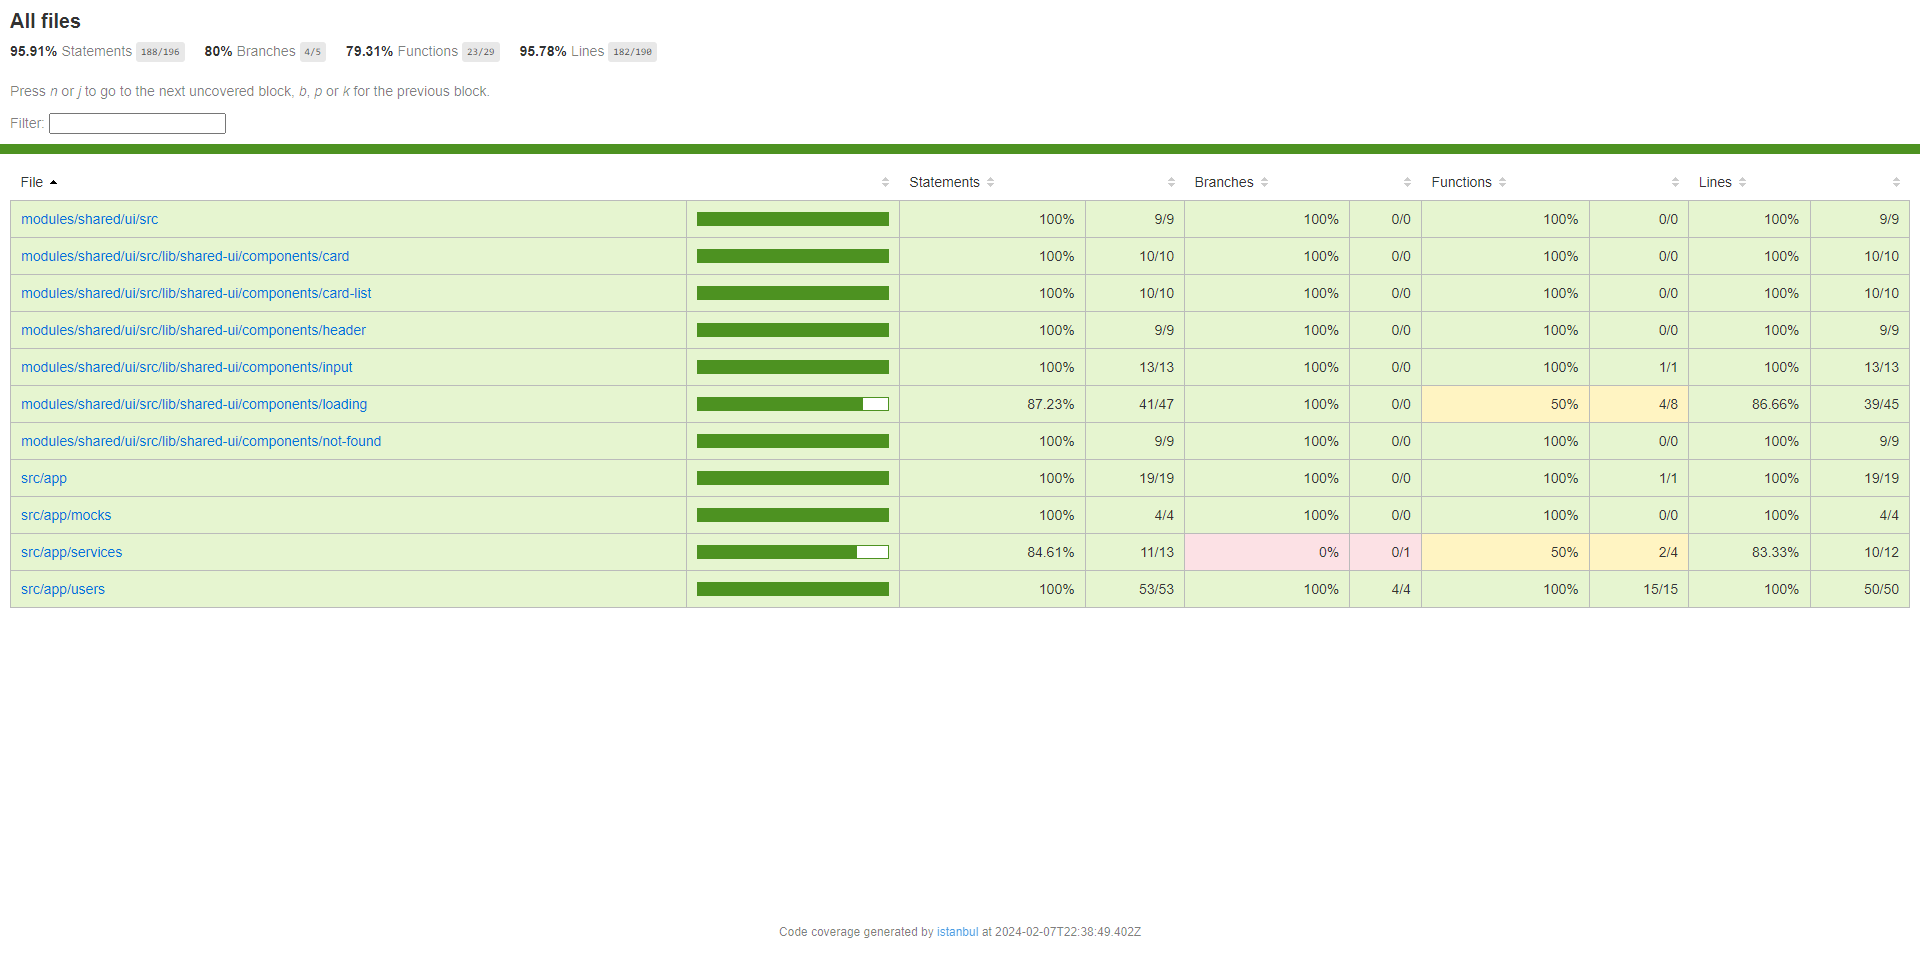 All files
95.91% Statements 188/196 80% Branches 4/5 79.31% Functions 23/29 95.78% Lines 182/190
Press n or j to go to the next uncovered block, b, p or k for the previous block.
Filter:
File Statements Branches Functions Lines
modules/shared/ui/src 100% 9/9 100% 0/0 100% 0/0 100% 9/9
modules/shared/ui/src/lib/shared-ui/components/card 100% 10/10 100% 0/0 100% 0/0 100% 10/10
modules/shared/ui/src/lib/shared-ui/components/card-list 100% 10/10 100% 0/0 100% 0/0 100% 10/10
modules/shared/ui/src/lib/shared-ui/components/header 100% 9/9 100% 0/0 100% 0/0 100% 9/9
modules/shared/ui/src/lib/shared-ui/components/input 100% 13/13 100% 0/0 100% 1/1 100% 13/13
modules/shared/ui/src/lib/shared-ui/components/loading 87.23% 41/47 100% 0/0 50% 4/8 86.66% 39/45
modules/shared/ui/src/lib/shared-ui/components/not-found 100% 9/9 100% 0/0 100% 0/0 100% 9/9
src/app 100% 19/19 100% 0/0 100% 1/1 100% 19/19
src/app/mocks 100% 4/4 100% 0/0 100% 0/0 100% 4/4
src/app/services 84.61% 11/13 0% 0/1 50% 2/4 83.33% 10/12
src/app/users 100% 53/53 100% 4/4 100% 15/15 100% 50/50
Code coverage generated by istanbul at 2024-02-07T22:38:49.402Z